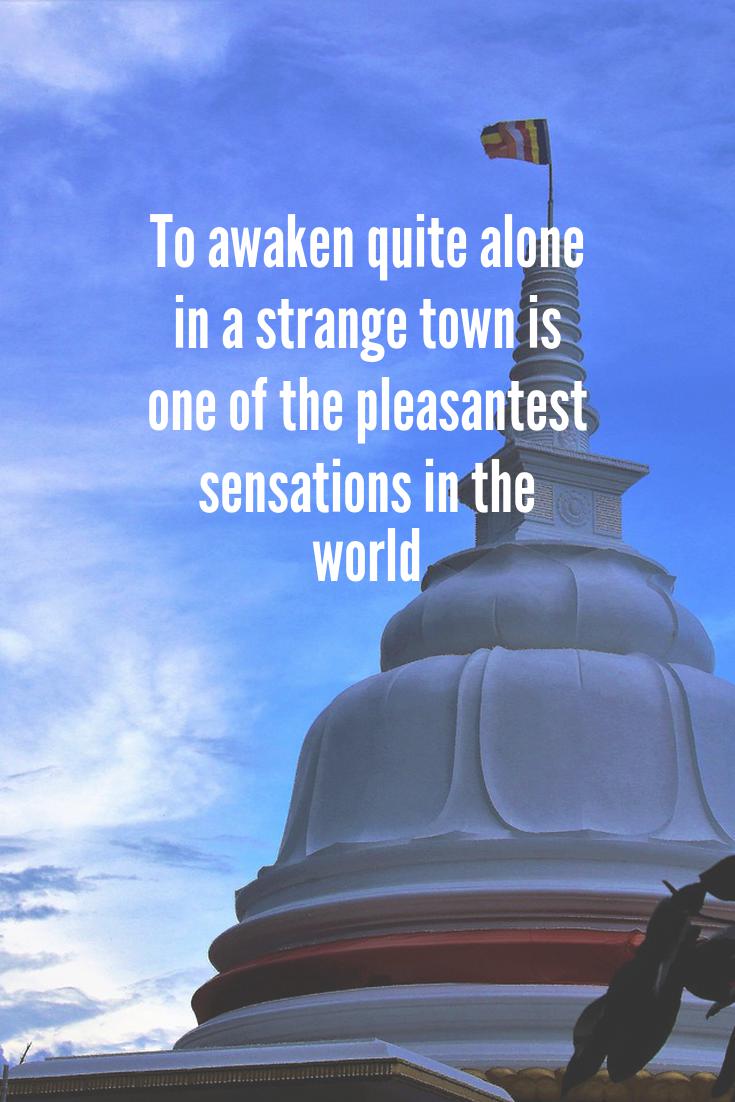 To awaken quite alone
in a strange town is
one of the pleasantest
sensations in the
world